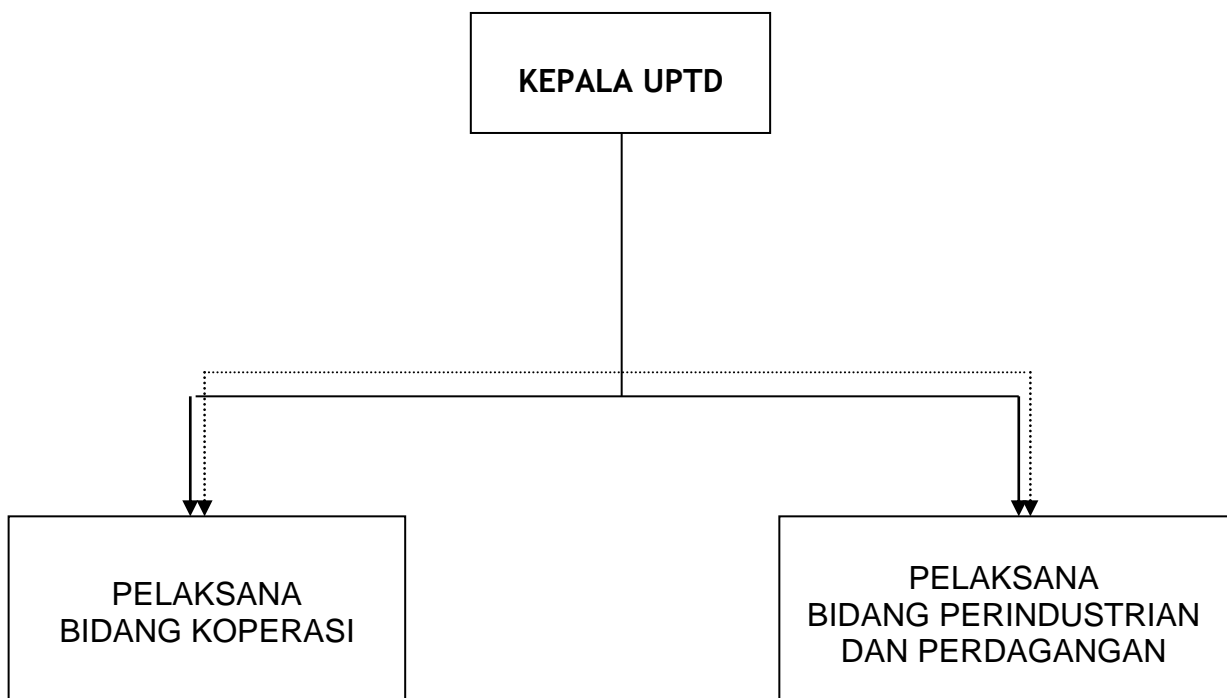 KEPALA UPTD
PELAKSANA
BIDANG KOPERASI
PELAKSANA
BIDANG PERINDUSTRIAN
DAN PERDAGANGAN